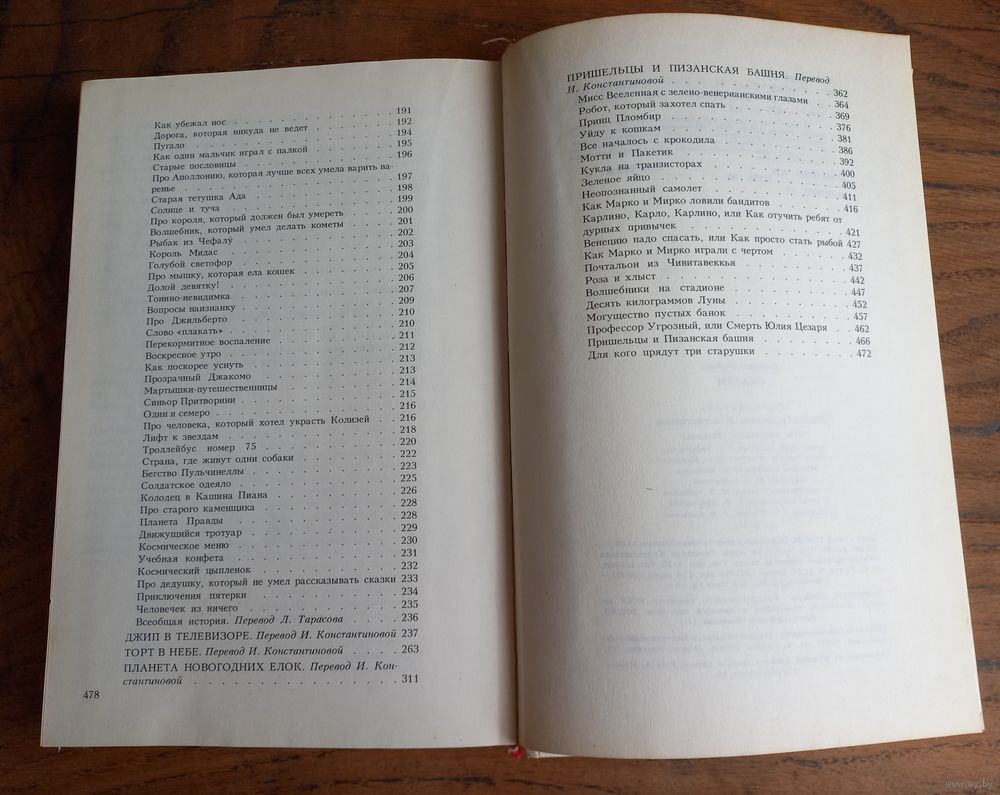 Как убежал нос . . . . . . . . . . . . 191
Дорога, которая никуда не ведет . . . . . . . 192
Пугало . . . . . . . . . . . . . . 194
Как один мальчик играл с палкой . . . . . . . 195
Старые пословицы . . . . . . . . . . . 196
Про Аполлонию, которая лучше всех умела варить ва-
ренье . . . . . . . . . . . . . . 197
Старая тетушка Ада . . . . . . . . . . 198
Солнце и туча . . . . . . . . . . . . 199
Про короля, который должен был умереть . . . . 200
Волшебник, который умел делать кометы . . . . 201
Рыбак из Чефалу́ . . . . . . . . . . . 202
Король Мидас . . . . . . . . . . . . 203
Голубой светофор . . . . . . . . . . . 204
Про мышку, которая ела кошек . . . . . . . 205
Долой девятку! . . . . . . . . . . . . 206
Тонино-невидимка . . . . . . . . . . . 207
Вопросы наизнанку . . . . . . . . . . . 209
Про Джильберто . . . . . . . . . . . . 210
Слово «плакать» . . . . . . . . . . . . 210
Перекормитное воспаление . . . . . . . . . 211
Воскресное утро . . . . . . . . . . . . 212
Как поскорее уснуть . . . . . . . . . . 213
Прозрачный Джакомо . . . . . . . . . . 213
Мартышки-путешественницы . . . . . . . . 214
Синьор Притворини . . . . . . . . . . . 215
Один и семеро . . . . . . . . . . . . 216
Про человека, который хотел украсть Колизей . . 216
Лифт к звездам . . . . . . . . . . . . 218
Троллейбус номер 75 . . . . . . . . . . 220
Страна, где живут одни собаки . . . . . . . 222
Бегство Пульчинеллы . . . . . . . . . . 223
Солдатское одеяло . . . . . . . . . . . 225
Колодец в Кашина Пиана . . . . . . . . . 226
Про старого каменщика . . . . . . . . . . 228
Планета Правды . . . . . . . . . . . . 228
Движущийся тротуар . . . . . . . . . . . 229
Космическое меню . . . . . . . . . . . 230
Учебная конфета . . . . . . . . . . . . 231
Космический цыпленок . . . . . . . . . . 232
Про дедушку, который не умел рассказывать сказки 233
Приключения пятерки . . . . . . . . . . 234
Человечек из ничего . . . . . . . . . . 235
Всеобщая история. Перевод Л. Тарасова . . . . 236
ДЖИП В ТЕЛЕВИЗОРЕ. Перевод И. Константиновой 237
ТОРТ В НЕБЕ. Перевод И. Константиновой . . . . 263
ПЛАНЕТА НОВОГОДНИХ ЕЛОК. Перевод И. Кон-
стантиновой . . . . . . . . . . . . . . 311
478
ПРИШЕЛЬЦЫ И ПИЗАНСКАЯ БАШНЯ. Перевод
И. Константиновой . . . . . . . . . . . 362
Мисс Вселенная с зелено-венерианскими глазами . . 364
Робот, который захотел спать . . . . . . . 369
Принц Пломбир . . . . . . . . . . . . 376
Уйду к кошкам . . . . . . . . . . . . 381
Все началось с крокодила . . . . . . . . 386
Мотти и Пакетик . . . . . . . . . . . 392
Кукла на транзисторах . . . . . . . . . 400
Зеленое яйцо . . . . . . . . . . . . 405
Неопознанный самолет . . . . . . . . . 411
Как Марко и Мирко ловили бандитов . . . . . 416
Карлино, Карло, Карлино, или Как отучить ребят от
дурных привычек . . . . . . . . . . . 421
Венецию надо спасать, или Как просто стать рыбой 427
Как Марко и Мирко играли с чертом . . . . . 432
Почтальон из Чивитавеккья . . . . . . . . 437
Роза и хлыст . . . . . . . . . . . . 442
Волшебники на стадионе . . . . . . . . . 447
Десять килограммов Луны . . . . . . . . 452
Могущество пустых банок . . . . . . . . 457
Профессор Угрозный, или Смерть Юлия Цезаря . . 462
Пришельцы и Пизанская башня . . . . . . . 466
Для кого прядут три старушки . . . . . . . 472
www.ay.by